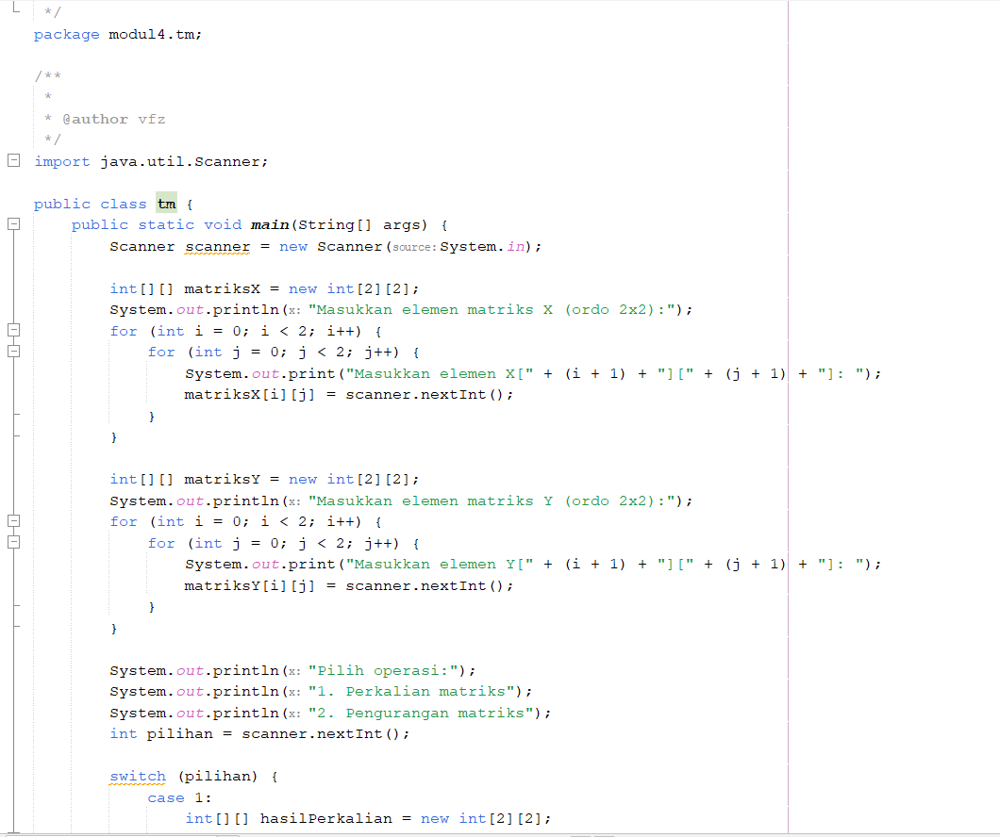 */
package modul4.tm;
/**
 *
 * @author vfz
 */
import java.util.Scanner;
public class tm {
    public static void main(String[] args) {
        Scanner scanner = new Scanner(source:System.in);
        int[][] matriksX = new int[2][2];
        System.out.println(x: "Masukkan elemen matriks X (ordo 2x2):");
        for (int i = 0; i < 2; i++) {
            for (int j = 0; j < 2; j++) {
                System.out.print("Masukkan elemen X[" + (i + 1) + "][" + (j + 1) + "]: ");
                matriksX[i][j] = scanner.nextInt();
            }
        }
        int[][] matriksY = new int[2][2];
        System.out.println(x: "Masukkan elemen matriks Y (ordo 2x2):");
        for (int i = 0; i < 2; i++) {
            for (int j = 0; j < 2; j++) {
                System.out.print("Masukkan elemen Y[" + (i + 1) + "][" + (j + 1) + "]: ");
                matriksY[i][j] = scanner.nextInt();
            }
        }
        System.out.println(x: "Pilih operasi:");
        System.out.println(x: "1. Perkalian matriks");
        System.out.println(x: "2. Pengurangan matriks");
        int pilihan = scanner.nextInt();
        switch (pilihan) {
            case 1:
                int[][] hasilPerkalian = new int[2][2];